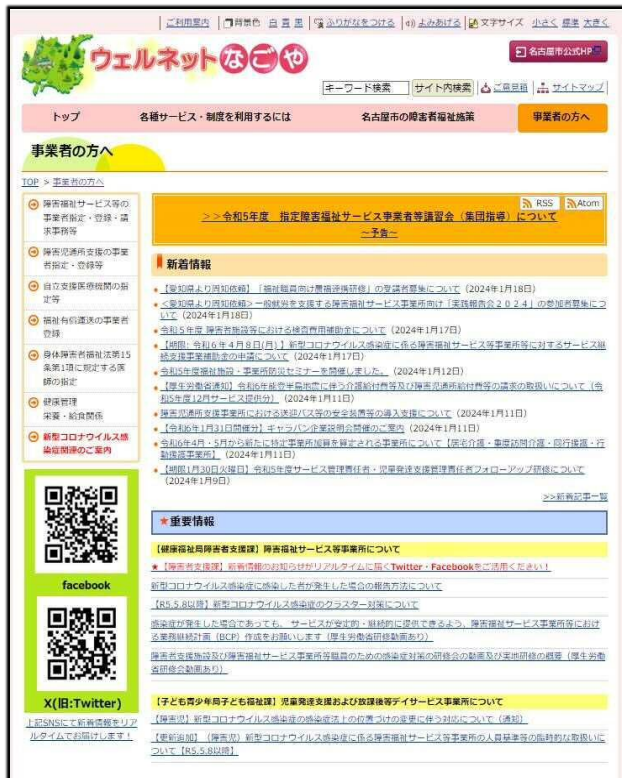 ご利用案内
背景色 白 青 黒
ふりがなをつける
よみあげる
文字サイズ 小さく 標準 大きく
ウェルネットなごや
名古屋市公式HP
キーワード検索
サイト内検索
ご意見箱
サイトマップ
トップ
各種サービス・制度を利用するには
名古屋市の障害者福祉施策
事業者の方へ
事業者の方へ
TOP > 事業者の方へ
障害福祉サービス等の
事業者指定・登録・請
求事務等
障害児通所支援の事業
者指定・登録等
自立支援医療機関の指
定等
福祉有償運送の事業者
登録
身体障害者福祉法第15
条第1項に規定する医
師の指定
健康管理
栄養・給食関係
新型コロナウイルス感
染症関連のご案内
facebook
X(旧:Twitter)
上記SNSにて新着情報をリア
ルタイムでお届けします!
RSS
Atom
>>令和5年度 指定障害福祉サービス事業者等講習会(集団指導)について
~予告~
新着情報
【愛知県より周知依頼】「福祉職員向け農福連携研修」の受講者募集について (2024年1月18日)
<愛知県より周知依頼>一般就労を支援する障害福祉サービス事業所向け「実践報告会2024」の参加者募集につ
いて (2024年1月18日)
令和5年度 障害者施設等における検査費用補助金について (2024年1月17日)
【期限:令和6年4月8日(月)】新型コロナウイルス感染症に係る障害福祉サービス等事業所等に対するサービス継
続支援事業補助金の申請について (2024年1月17日)
令和5年度福祉施設・事業所防災セミナーを開催しました。 (2024年1月12日)
【厚生労働省通知】令和6年能登半島地震に伴う介護給付費等及び障害児通所給付費等の請求の取扱いについて(令
和5年度12月サービス提供分) (2024年1月11日)
障害児通所支援事業所における送迎バス等の安全装置等の導入支援について (2024年1月11日)
【令和6年1月31日開催分】キャラバン企業説明会開催のご案内 (2024年1月11日)
令和6年4月・5月から新たに特定事業所加算を算定される事業所について【居宅介護・重度訪問介護・同行援護・行
動援護事業所】 (2024年1月11日)
【期限1月30日火曜日】令和5年度サービス管理責任者・児童発達支援管理責任者フォローアップ研修について
(2024年1月9日)
>>新着記事一覧
★重要情報
【健康福祉局障害者支援課】障害福祉サービス等事業所について
★【障害者支援課】新着情報のお知らせがリアルタイムに届くTwitter・Facebookをご活用ください!
新型コロナウイルス感染症に感染した者が発生した場合の報告方法について
【R5.5.8以降】新型コロナウイルス感染症のクラスター対策について
感染症が発生した場合であっても、サービスが安定的・継続的に提供できるよう、障害福祉サービス事業所等におけ
る業務継続計画(BCP)作成をお願いします(厚生労働省研修動画あり)
障害者支援施設及び障害福祉サービス事業所等職員のための感染症対策の研修会の動画及び実地研修の概要(厚生労働
省研修会動画あり)
【子ども青少年局子ども福祉課】児童発達支援および放課後等デイサービス事業所について
【障害児】新型コロナウイルス感染症の感染症法上の位置づけの変更に伴う対応について(通知)
【更新追加】(障害児)新型コロナウイルス感染症に係る障害福祉サービス等事業所の人員基準等の臨時的な取扱いに
ついて【R5.5.8以降】